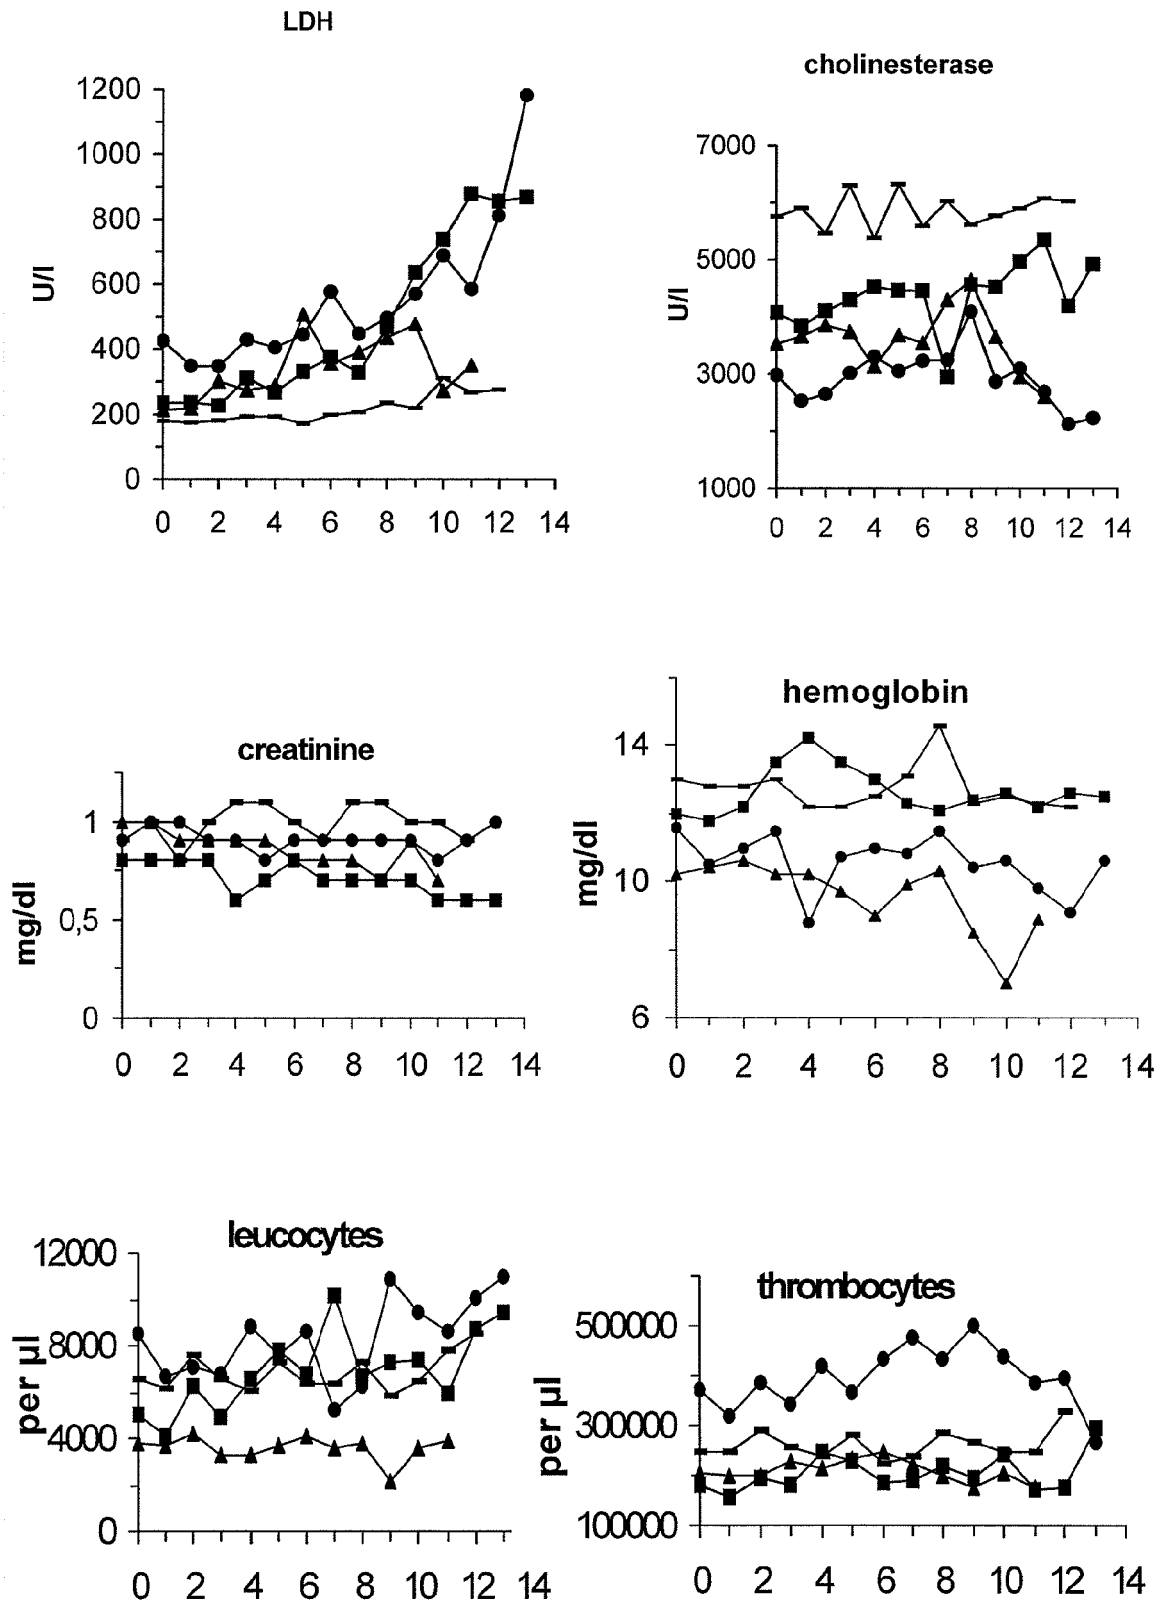 LDH
1200
1000
800
600
400
200
0
U/l
0 2 4 6 8 10 12 14
cholinesterase
7000
5000
3000
1000
U/l
0 2 4 6 8 10 12 14
creatinine
1
0,5
0
mg/dl
0 2 4 6 8 10 12 14
hemoglobin
14
10
6
mg/dl
0 2 4 6 8 10 12 14
leucocytes
12000
8000
4000
0
per µl
0 2 4 6 8 10 12 14
thrombocytes
500000
300000
100000
per µl
0 2 4 6 8 10 12 14